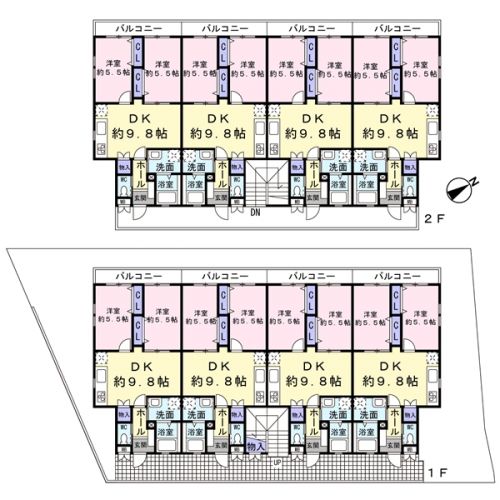 バルコニー バルコニー バルコニー バルコニー
洋室 約5.5帖 CL CL 洋室 約5.5帖 洋室 約5.5帖 CL CL 洋室 約5.5帖 洋室 約5.5帖 CL CL 洋室 約5.5帖 洋室 約5.5帖 CL CL 洋室 約5.5帖
DK DK DK DK
約9.8帖 約9.8帖 約9.8帖 約9.8帖
物入 ホール 洗面 洗面 ホール 物入 物入 ホール 洗面 洗面 ホール 物入
WC 浴室 浴室 WC WC 浴室 浴室 WC
玄関 玄関 玄関 玄関
DN
N
2F
バルコニー バルコニー バルコニー バルコニー
洋室 約5.5帖 CL CL 洋室 約5.5帖 洋室 約5.5帖 CL CL 洋室 約5.5帖 洋室 約5.5帖 CL CL 洋室 約5.5帖 洋室 約5.5帖 CL CL 洋室 約5.5帖
DK DK DK DK
約9.8帖 約9.8帖 約9.8帖 約9.8帖
物入 ホール 洗面 洗面 ホール 物入 物入 ホール 洗面 洗面 ホール 物入
WC 浴室 浴室 WC WC 浴室 浴室 WC
玄関 玄関 物入 玄関 玄関
UP
1F